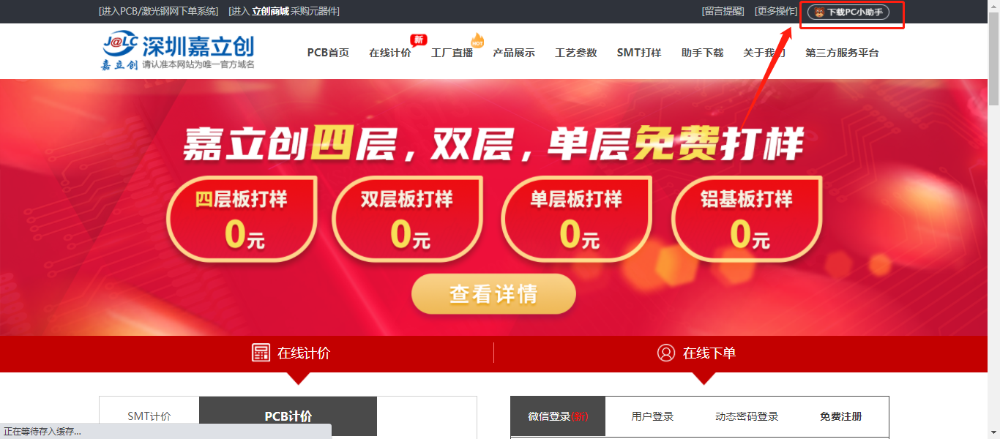 [进入PCB/激光钢网下单系统] [进入 立创商城 采购元器件] [留言提醒] [更多操作] 下载PC小助手
J@LC 深圳嘉立创
嘉立创 请认准本网站为唯一官方域名
PCB首页 在线计价 新 工厂直播 HOT 产品展示 工艺参数 SMT打样 助手下载 关于我们 第三方服务平台
嘉立创四层，双层，单层免费打样
四层板打样 双层板打样 单层板打样 铝基板打样
0元 0元 0元 0元
查看详情
在线计价 在线下单
SMT计价 PCB计价 微信登录(新) 用户登录 动态密码登录 免费注册
正在等待存入缓存...